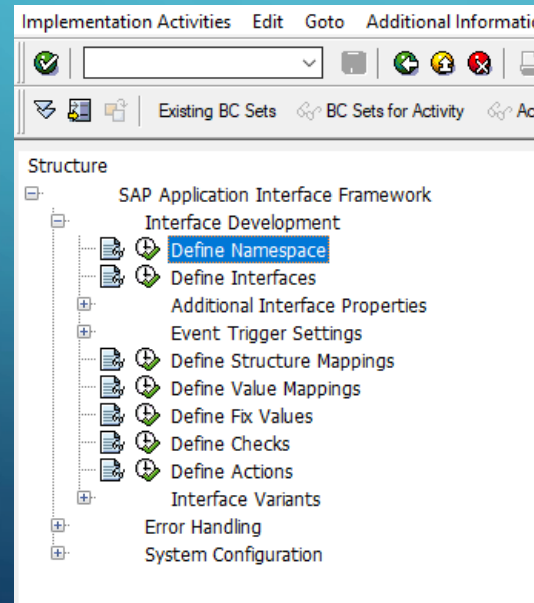 Implementation Activities Edit Goto Additional Informati
Existing BC Sets BC Sets for Activity Ac
Structure
SAP Application Interface Framework
Interface Development
Define Namespace
Define Interfaces
Additional Interface Properties
Event Trigger Settings
Define Structure Mappings
Define Value Mappings
Define Fix Values
Define Checks
Define Actions
Interface Variants
Error Handling
System Configuration